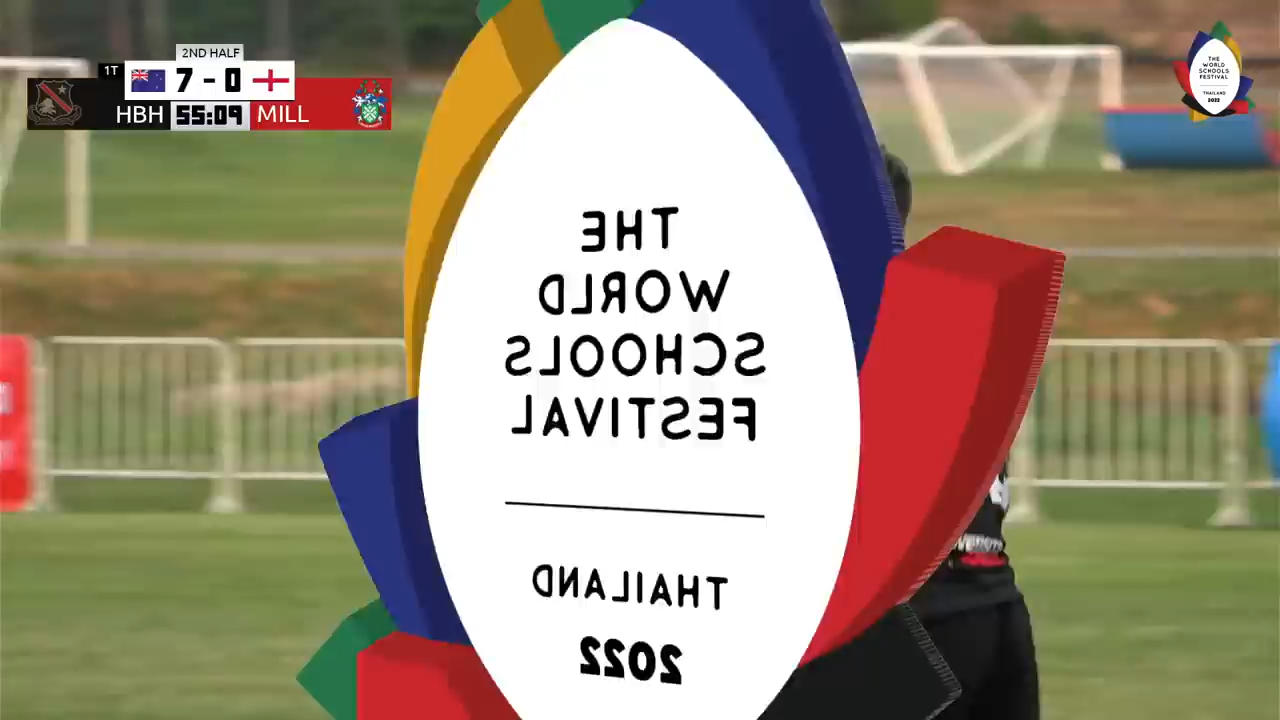 2ND HALF
1T
7 - 0
HBH 55:09 MILL
THE
WORLD
SCHOOLS
FESTIVAL
THAILAND
2022
THE
WORLD
SCHOOLS
FESTIVAL
THAILAND
2022